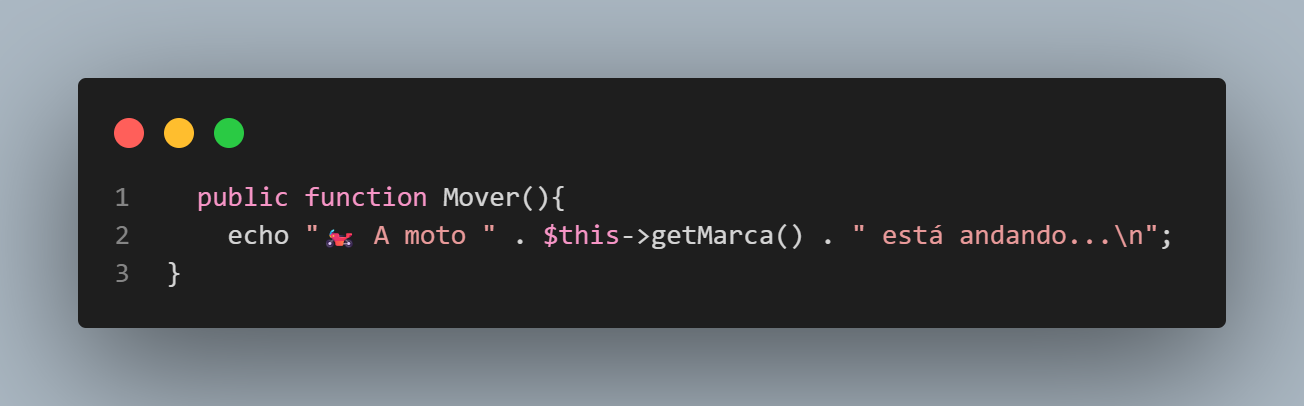 1 public function Mover(){
2 echo "🏍️ A moto " . $this->getMarca() . " está andando...\n";
3 }